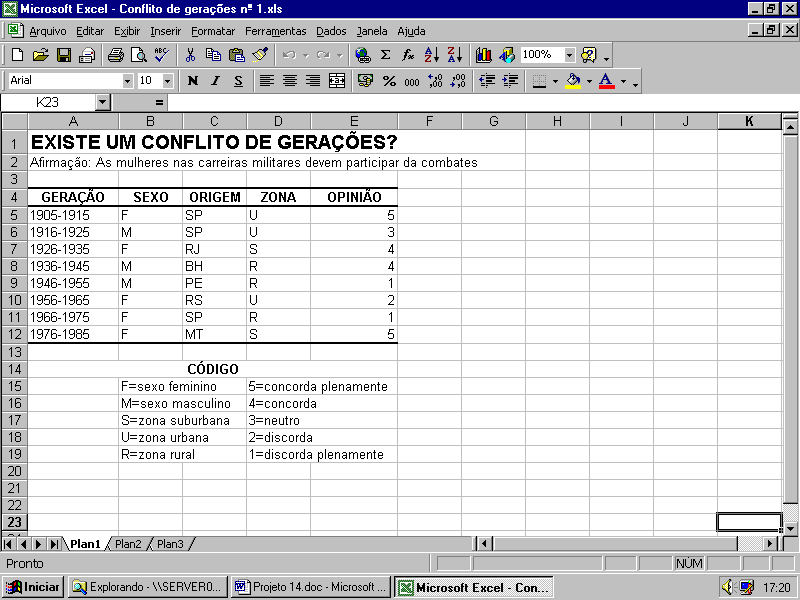 Microsoft Excel - Conflito de gerações nº 1.xls
Arquivo Editar Exibir Inserir Formatar Ferramentas Dados Janela Ajuda
100%
Arial 10 N I S % 000
K23 =
A B C D E F G H I J K
1 EXISTE UM CONFLITO DE GERAÇÕES?
2 Afirmação: As mulheres nas carreiras militares devem participar da combates
3
4 GERAÇÃO SEXO ORIGEM ZONA OPINIÃO
5 1905-1915 F SP U 5
6 1916-1925 M SP U 3
7 1926-1935 F RJ S 4
8 1936-1945 M BH R 4
9 1946-1955 M PE R 1
10 1956-1965 F RS U 2
11 1966-1975 F SP R 1
12 1976-1985 F MT S 5
13
14 CÓDIGO
15 F=sexo feminino 5=concorda plenamente
16 M=sexo masculino 4=concorda
17 S=zona suburbana 3=neutro
18 U=zona urbana 2=discorda
19 R=zona rural 1=discorda plenamente
20
21
22
23
Plan1 Plan2 Plan3
Pronto NÚM
Iniciar Explorando - \\SERVER0... Projeto 14.doc - Microsoft ... Microsoft Excel - Con... 17:20